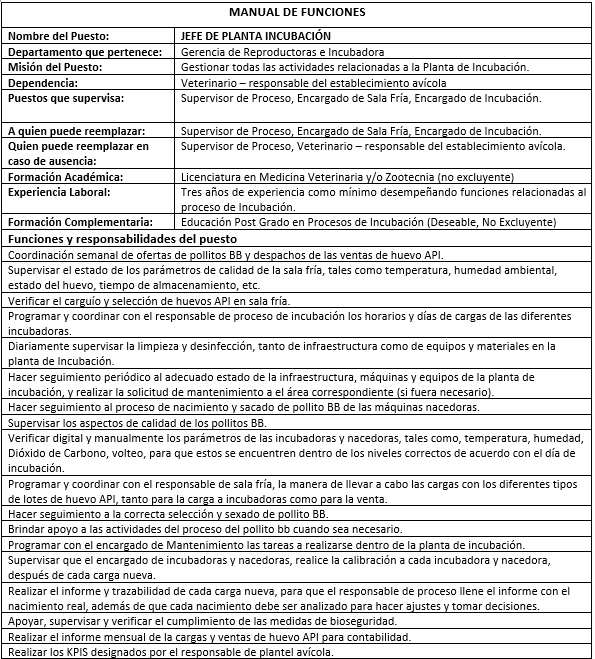 MANUAL DE FUNCIONES
Nombre del Puesto: JEFE DE PLANTA INCUBACIÓN
Departamento que pertenece: Gerencia de Reproductoras e Incubadora
Misión del Puesto: Gestionar todas las actividades relacionadas a la Planta de Incubación.
Dependencia: Veterinario – responsable del establecimiento avícola
Puestos que supervisa: Supervisor de Proceso, Encargado de Sala Fría, Encargado de Incubación.
A quien puede reemplazar: Supervisor de Proceso, Encargado de Sala Fría, Encargado de Incubación.
Quien puede reemplazar en Supervisor de Proceso, Veterinario – responsable del establecimiento avícola.
caso de ausencia:
Formación Académica: Licenciatura en Medicina Veterinaria y/o Zootecnia (no excluyente)
Experiencia Laboral: Tres años de experiencia como mínimo desempeñando funciones relacionadas al
proceso de Incubación.
Formación Complementaria: Educación Post Grado en Procesos de Incubación (Deseable, No Excluyente)
Funciones y responsabilidades del puesto
Coordinación semanal de ofertas de pollitos BB y despachos de las ventas de huevo API.
Supervisar el estado de los parámetros de calidad de la sala fría, tales como temperatura, humedad ambiental,
estado del huevo, tiempo de almacenamiento, etc.
Verificar el carguío y selección de huevos API en sala fría.
Programar y coordinar con el responsable de proceso de incubación los horarios y días de cargas de las diferentes
incubadoras.
Diariamente supervisar la limpieza y desinfección, tanto de infraestructura como de equipos y materiales en la
planta de Incubación.
Hacer seguimiento periódico al adecuado estado de la infraestructura, máquinas y equipos de la planta de
incubación, y realizar la solicitud de mantenimiento a el área correspondiente (si fuera necesario).
Hacer seguimiento al proceso de nacimiento y sacado de pollito BB de las máquinas nacedoras.
Supervisar los aspectos de calidad de los pollitos BB.
Verificar digital y manualmente los parámetros de las incubadoras y nacedoras, tales como, temperatura, humedad,
Dióxido de Carbono, volteo, para que estos se encuentren dentro de los niveles correctos de acuerdo con el día de
incubación.
Programar y coordinar con el responsable de sala fría, la manera de llevar a cabo las cargas con los diferentes tipos
de lotes de huevo API, tanto para la carga a incubadoras como para la venta.
Hacer seguimiento a la correcta selección y sexado de pollito BB.
Brindar apoyo a las actividades del proceso del pollito bb cuando sea necesario.
Programar con el encargado de Mantenimiento las tareas a realizarse dentro de la planta de incubación.
Supervisar que el encargado de incubadoras y nacedoras, realice la calibración a cada incubadora y nacedora,
después de cada carga nueva.
Realizar el informe y trazabilidad de cada carga nueva, para que el responsable de proceso llene el informe con el
nacimiento real, además de que cada nacimiento debe ser analizado para hacer ajustes y tomar decisiones.
Apoyar, supervisar y verificar el cumplimiento de las medidas de bioseguridad.
Realizar el informe mensual de la cargas y ventas de huevo API para contabilidad.
Realizar los KPIS designados por el responsable de plantel avícola.